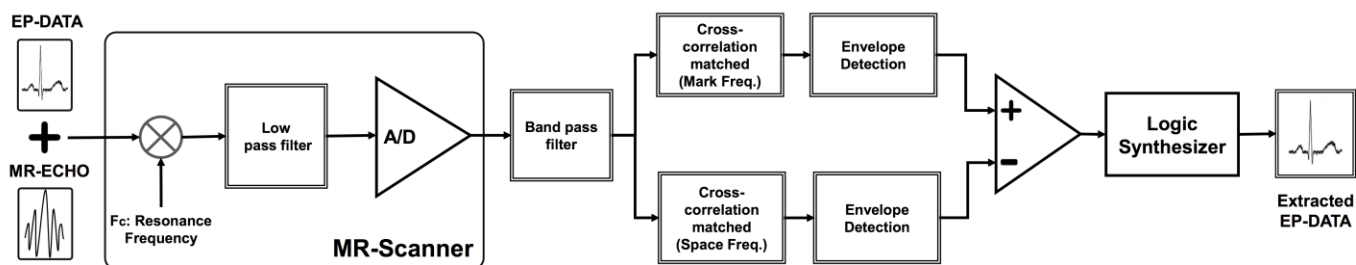 EP-DATA
+
MR-ECHO
Fc: Resonance
Frequency
Low
pass filter
A/D
MR-Scanner
Band pass
filter
Cross-
correlation
matched
(Mark Freq.)
Envelope
Detection
Cross-
correlation
matched
(Space Freq.)
Envelope
Detection
+
−
Logic
Synthesizer
Extracted
EP-DATA